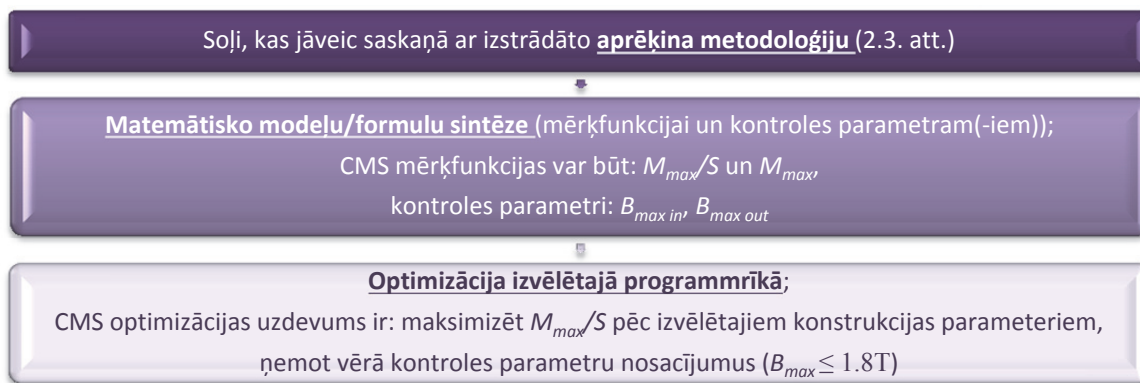 Soļi, kas jāveic saskaņā ar izstrādāto aprēķina metodoloģiju (2.3. att.)
Matemātisko modeļu/formulu sintēze (mērķfunkcijai un kontroles parametram(-iem));
CMS mērķfunkcijas var būt: Mmax/S un Mmax,
kontroles parametri: Bmax in, Bmax out
Optimizācija izvēlētajā programmrīkā;
CMS optimizācijas uzdevums ir: maksimizēt Mmax/S pēc izvēlētajiem konstrukcijas parameteriem,
ņemot vērā kontroles parametru nosacījumus (Bmax ≤ 1.8T)